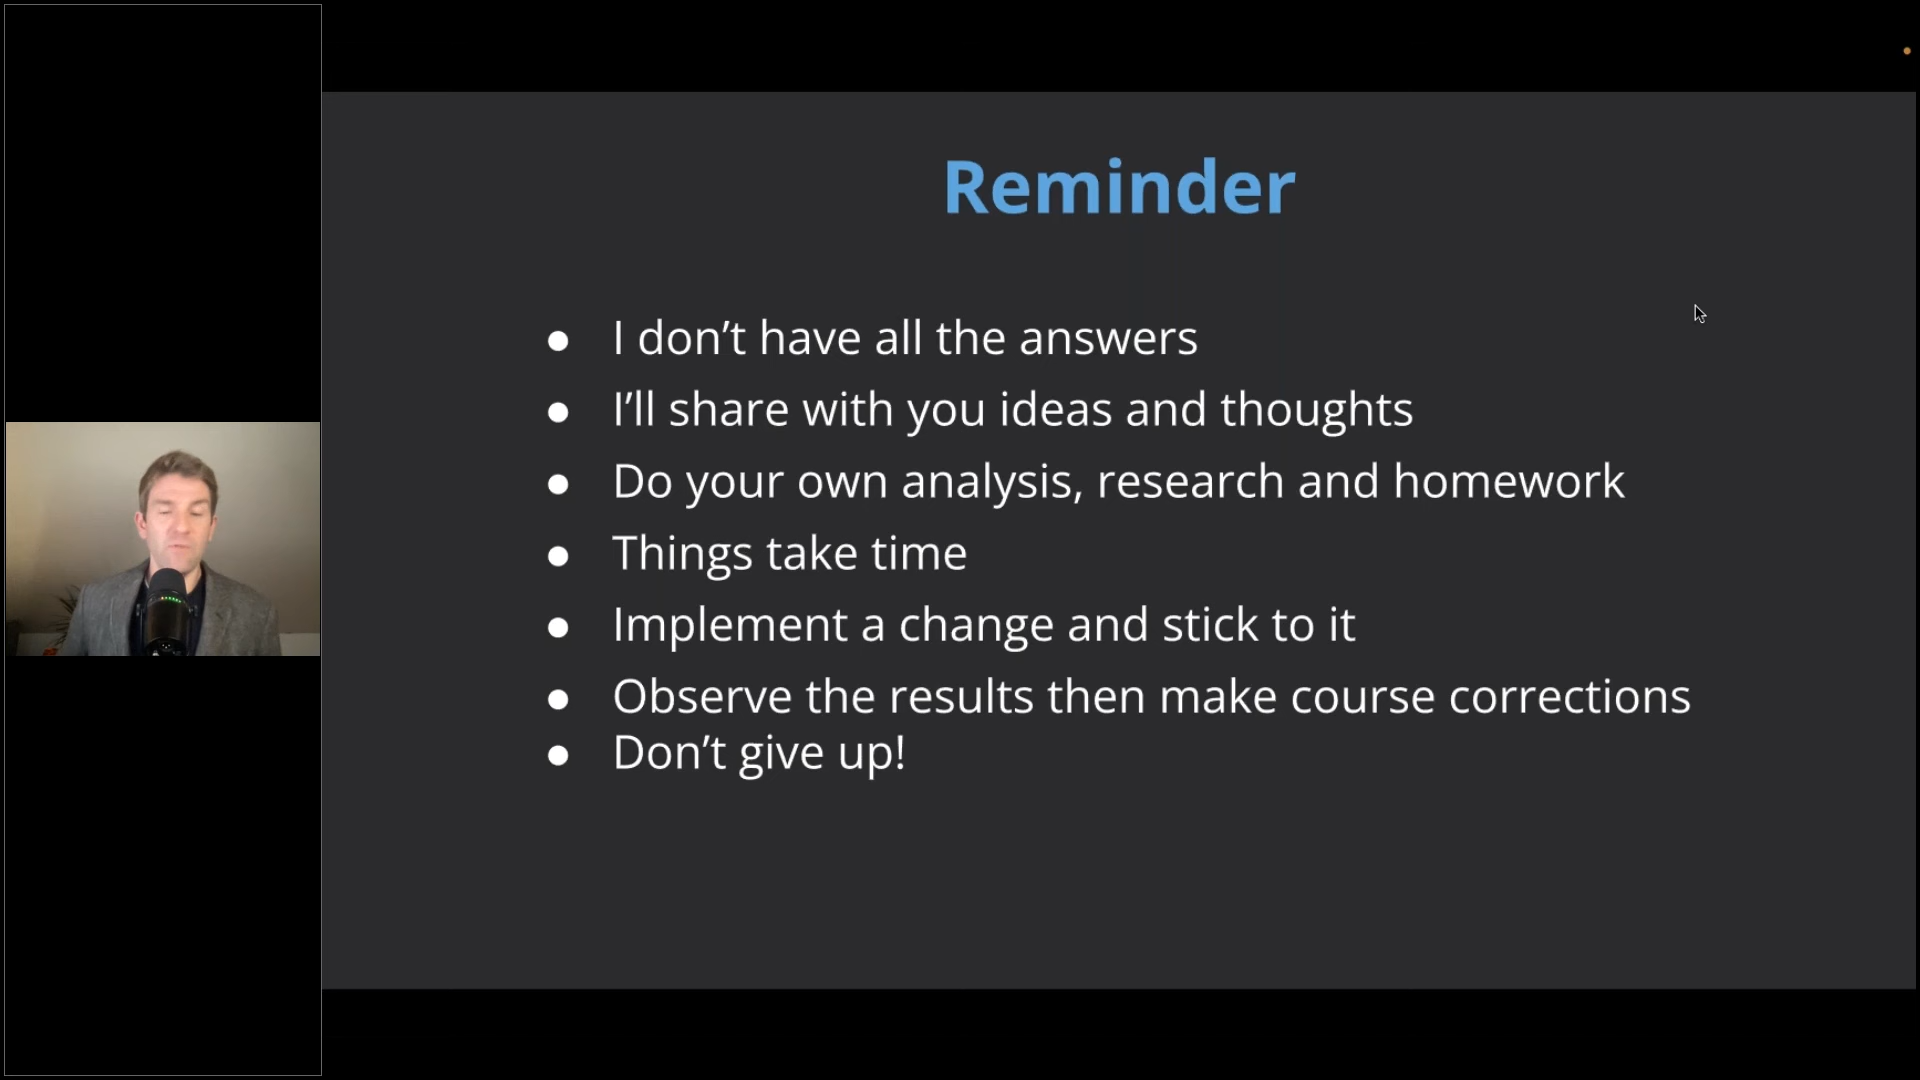 Reminder
I don’t have all the answers
I’ll share with you ideas and thoughts
Do your own analysis, research and homework
Things take time
Implement a change and stick to it
Observe the results then make course corrections
Don’t give up!